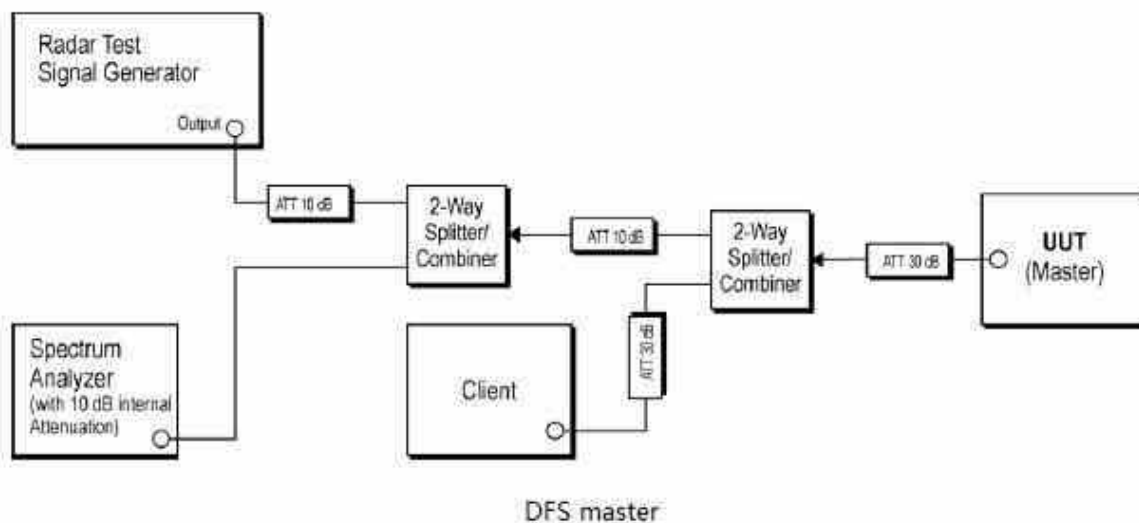 Radar Test
Signal Generator
Output
ATT 10 dB
2-Way
Splitter/
Combiner
ATT 10 dB
2-Way
Splitter/
Combiner
ATT 30 dB
UUT
(Master)
Spectrum
Analyzer
(with 10 dB internal
Attenuation)
Client
ATT 30 dB
DFS master